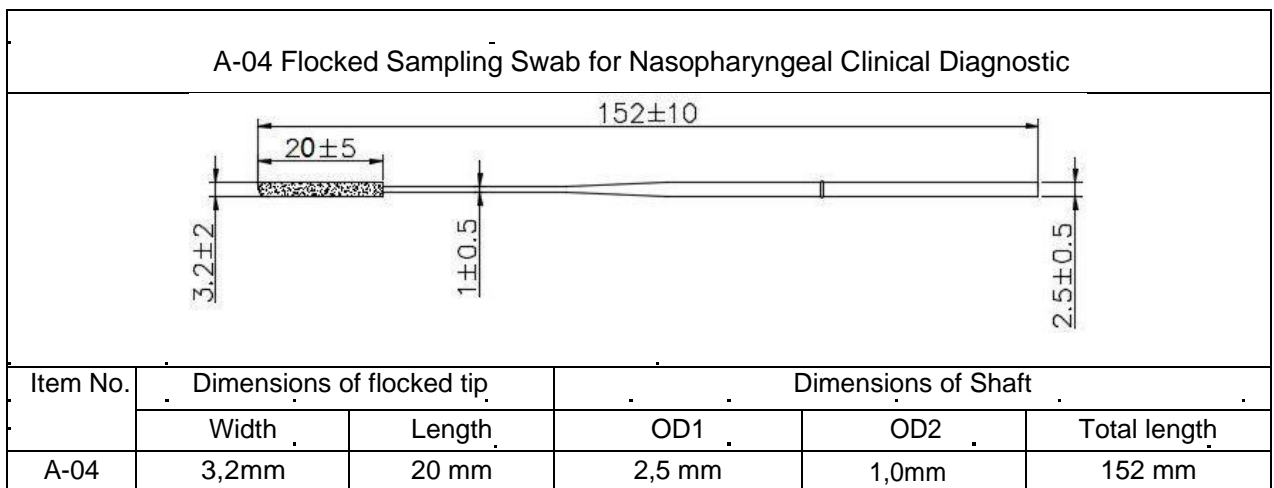 A-04 Flocked Sampling Swab for Nasopharyngeal Clinical Diagnostic
152±10
20±5
3.2±2
1±0.5
2.5±0.5
Item No. Dimensions of flocked tip Dimensions of Shaft
Width Length OD1 OD2 Total length
A-04 3,2mm 20 mm 2,5 mm 1,0mm 152 mm